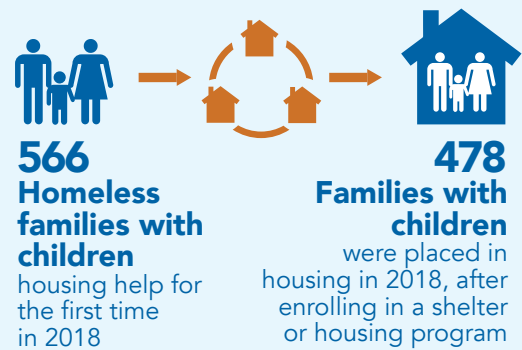 566
Homeless
families with
children
housing help for
the first time
in 2018
478
Families with
children
were placed in
housing in 2018, after
enrolling in a shelter
or housing program